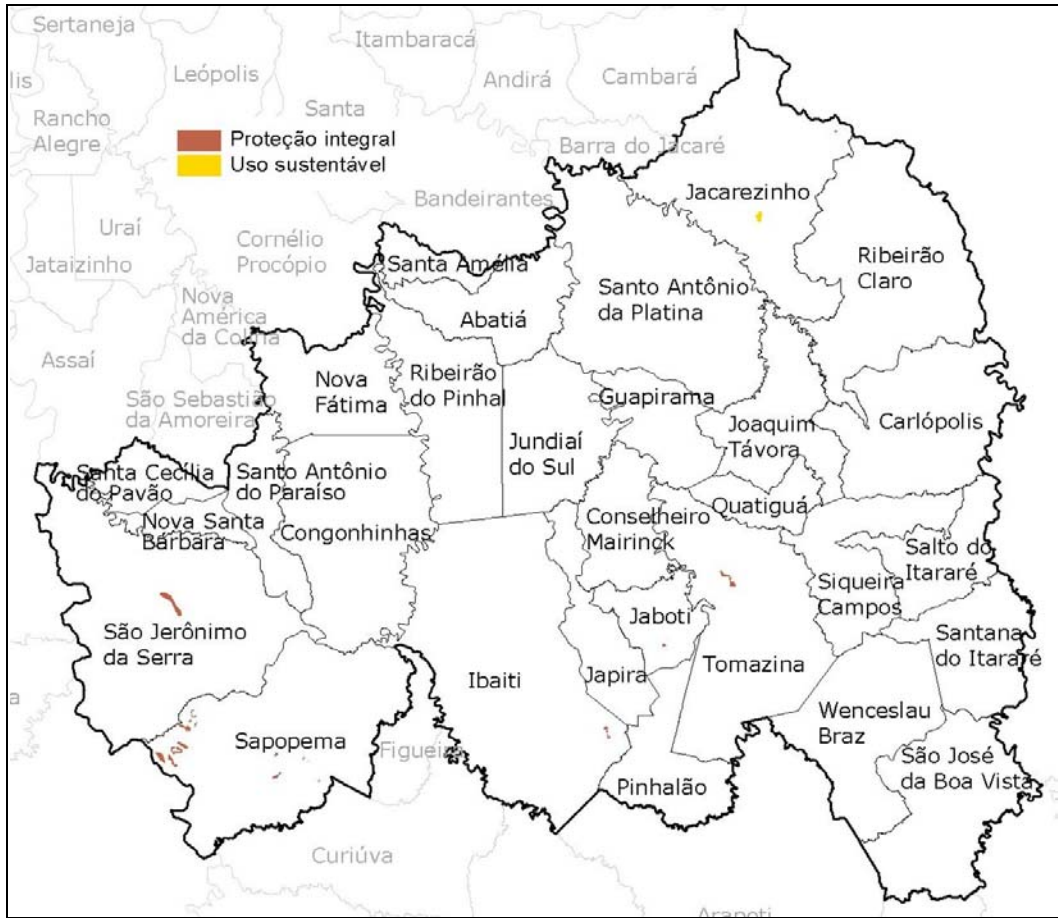 Sertaneja
Itambaracá
lis
Leópolis
Andirá
Cambará
Rancho
Alegre
Santa
Proteção integral
Uso sustentável
Barra do Jacaré
Jacarezinho
Bandeirantes
Uraí
Cornélio
Procópio
Jataizinho
Santa Amélia
Ribeirão
Claro
Santo Antônio
da Platina
Nova
América
da Colina
Abatiá
Assaí
Nova
Fátima
Ribeirão
do Pinhal
São Sebastião
da Amoreira
Guapirama
Jundiaí
do Sul
Joaquim
Távora
Carlópolis
Santa Cecília
do Pavão
Santo Antônio
do Paraíso
Nova Santa
Bárbara
Congonhinhas
Conselheiro
Mairinck
Quatiguá
Salto do
Itararé
Siqueira
Campos
Jaboti
São Jerônimo
da Serra
Santana
do Itararé
Ibaiti
Japira
Tomazina
a
Sapopema
Figueira
Wenceslau
Braz
São José
da Boa Vista
Pinhalão
Curiúva
Arapoti